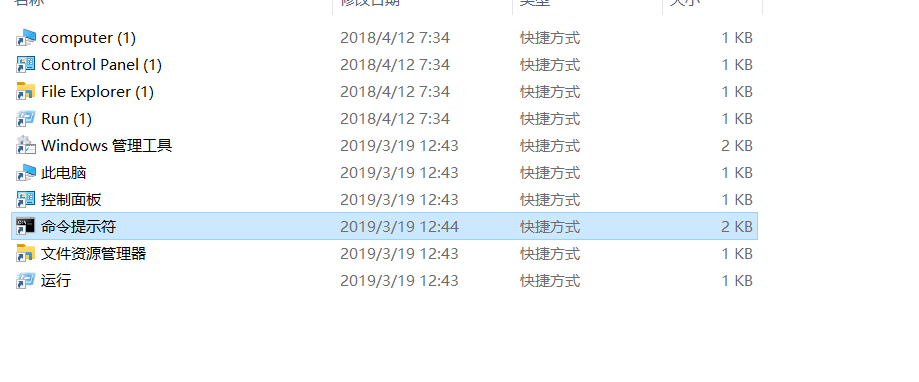 名称 修改日期 类型 大小
computer (1) 2018/4/12 7:34 快捷方式 1 KB
Control Panel (1) 2018/4/12 7:34 快捷方式 1 KB
File Explorer (1) 2018/4/12 7:34 快捷方式 1 KB
Run (1) 2018/4/12 7:34 快捷方式 1 KB
Windows 管理工具 2019/3/19 12:43 快捷方式 2 KB
此电脑 2019/3/19 12:43 快捷方式 1 KB
控制面板 2019/3/19 12:43 快捷方式 1 KB
命令提示符 2019/3/19 12:44 快捷方式 2 KB
文件资源管理器 2019/3/19 12:43 快捷方式 1 KB
运行 2019/3/19 12:43 快捷方式 1 KB